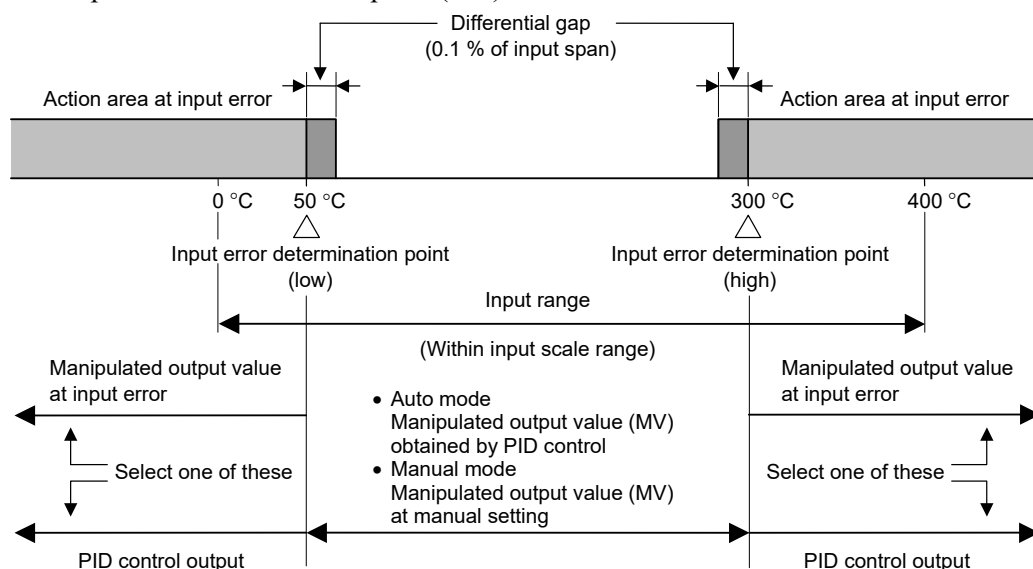 Differential gap
(0.1 % of input span)
Action area at input error
Action area at input error
0 °C
50 °C
300 °C
400 °C
Input error determination point
(low)
Input error determination point
(high)
Input range
(Within input scale range)
Manipulated output value
at input error
Manipulated output value
at input error
• Auto mode
Manipulated output value (MV)
obtained by PID control
• Manual mode
Manipulated output value (MV)
at manual setting
Select one of these
Select one of these
PID control output
PID control output